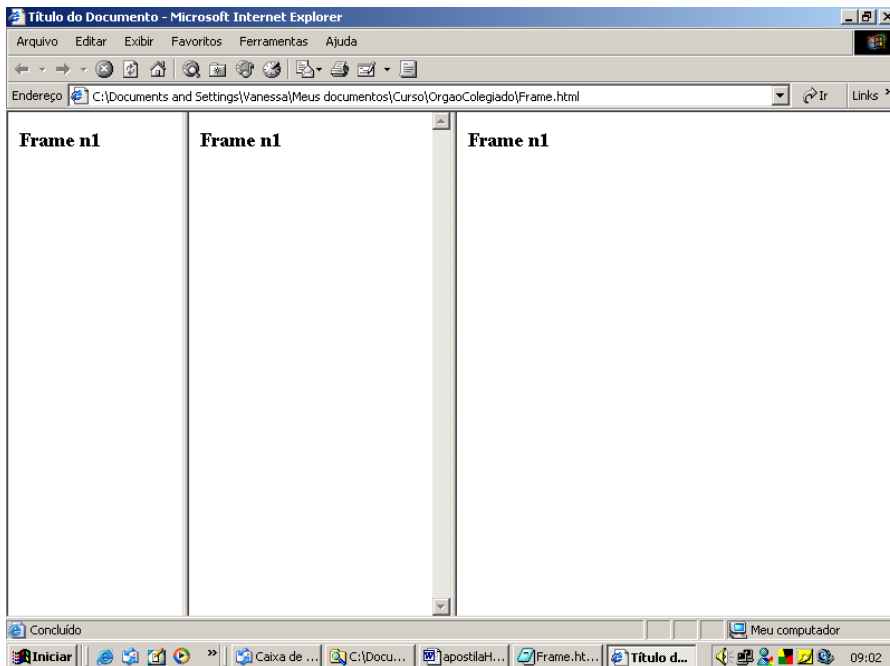 Título do Documento - Microsoft Internet Explorer
Arquivo Editar Exibir Favoritos Ferramentas Ajuda
Endereço C:\Documents and Settings\Vanessa\Meus documentos\Curso\OrgaoColegiado\Frame.html Ir Links »
Frame n1 Frame n1 Frame n1
Concluído Meu computador
Iniciar » Caixa de ... C:\Docu... apostilaH... Frame.ht... Título d... 09:02